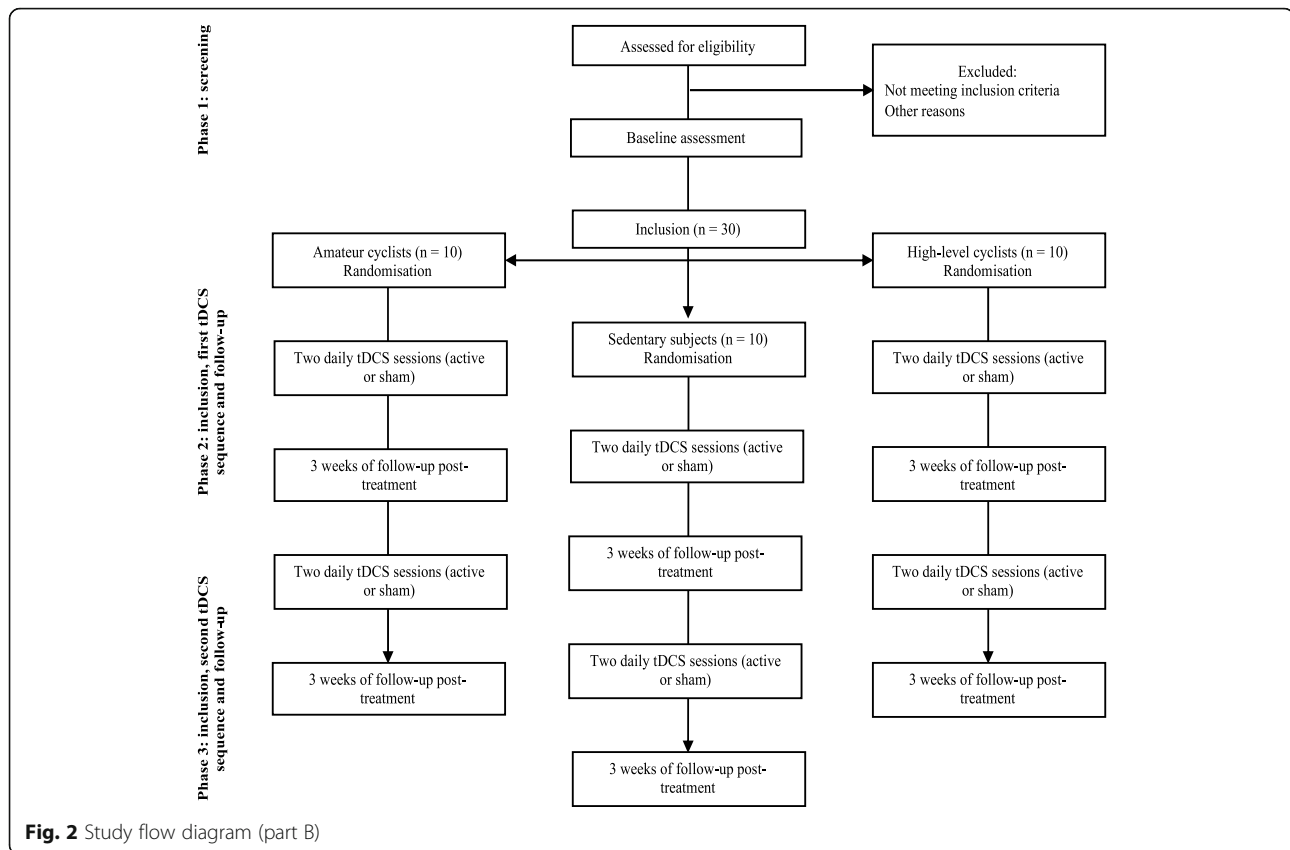 Phase 1: screening
Assessed for eligibility
Excluded:
Not meeting inclusion criteria
Other reasons
Baseline assessment
Phase 2: inclusion, first tDCS
sequence and follow-up
Inclusion (n = 30)
Amateur cyclists (n = 10)
Randomisation
High-level cyclists (n = 10)
Randomisation
Sedentary subjects (n = 10)
Randomisation
Two daily tDCS sessions (active
or sham)
Two daily tDCS sessions (active
or sham)
Two daily tDCS sessions (active
or sham)
3 weeks of follow-up post-
treatment
3 weeks of follow-up post-
treatment
3 weeks of follow-up post-
treatment
Phase 3: inclusion, second tDCS
sequence and follow-up
Two daily tDCS sessions (active
or sham)
Two daily tDCS sessions (active
or sham)
Two daily tDCS sessions (active
or sham)
3 weeks of follow-up post-
treatment
3 weeks of follow-up post-
treatment
3 weeks of follow-up post-
treatment
Fig. 2 Study flow diagram (part B)